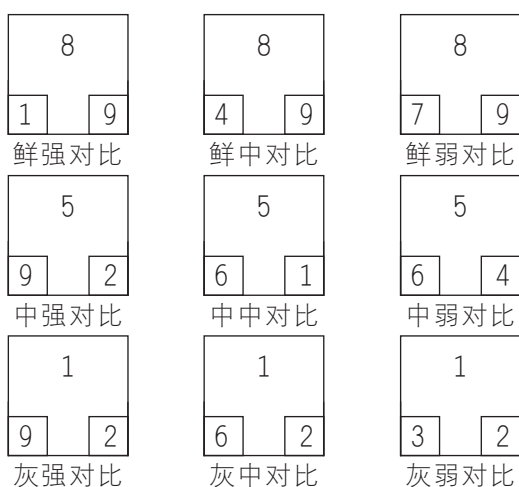 8 8 8
1 9 4 9 7 9
鲜强对比 鲜中对比 鲜弱对比
5 5 5
9 2 6 1 6 4
中强对比 中中对比 中弱对比
1 1 1
9 2 6 2 3 2
灰强对比 灰中对比 灰弱对比